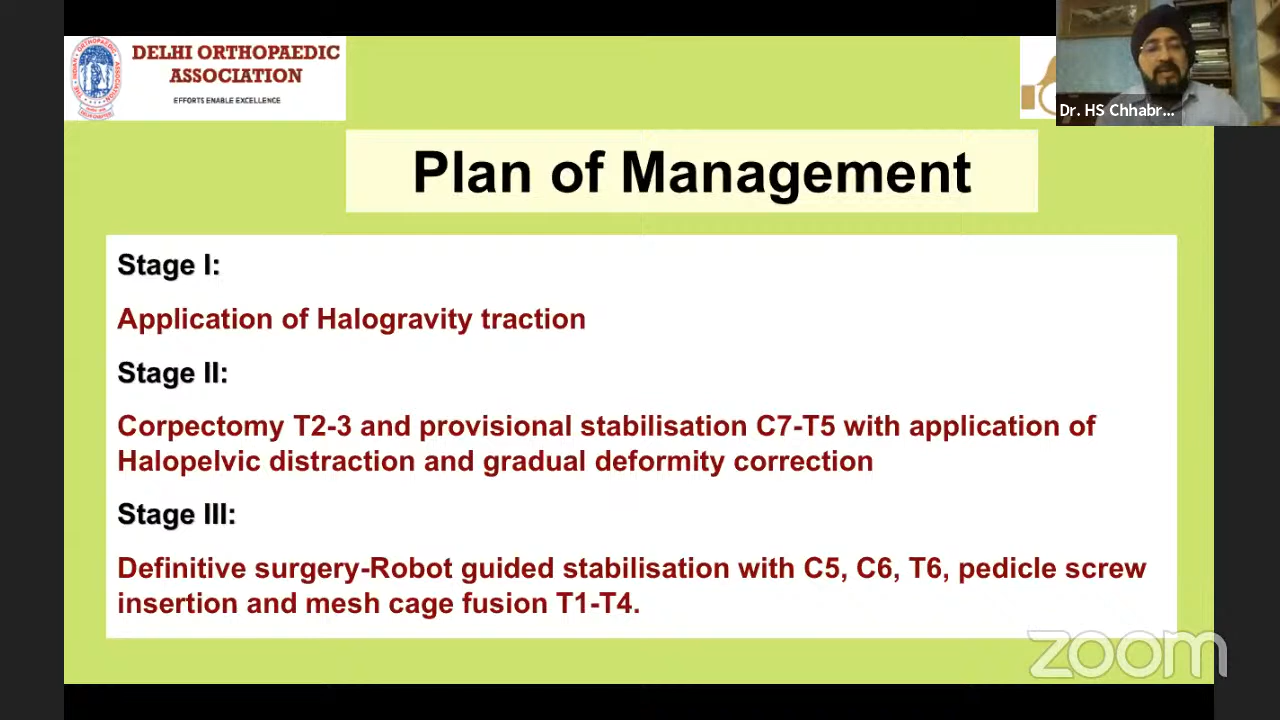 DELHI ORTHOPAEDIC
ASSOCIATION
EFFORTS ENABLE EXCELLENCE
Dr. HS Chhabr...
Plan of Management
Stage I:
Application of Halogravity traction
Stage II:
Corpectomy T2-3 and provisional stabilisation C7-T5 with application of
Halopelvic distraction and gradual deformity correction
Stage III:
Definitive surgery-Robot guided stabilisation with C5, C6, T6, pedicle screw
insertion and mesh cage fusion T1-T4.
zoom